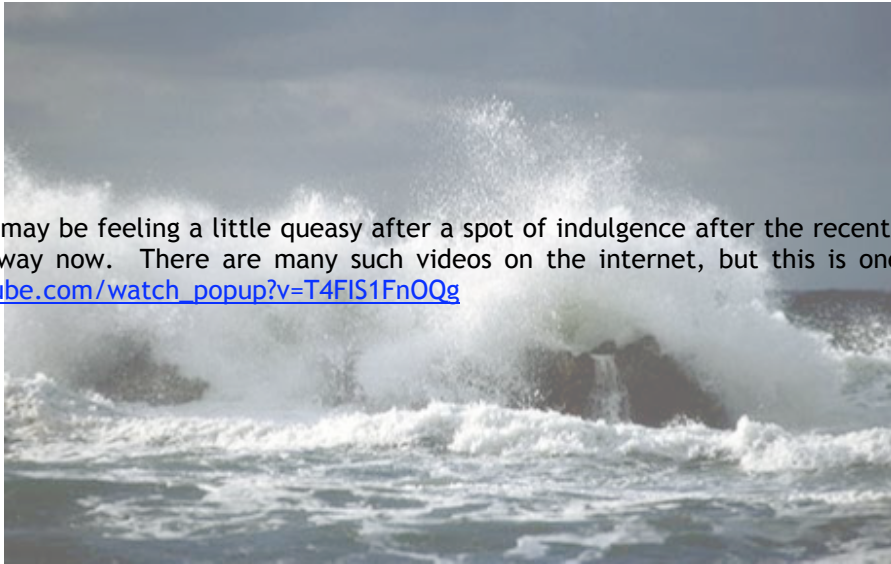 may be feeling a little queasy after a spot of indulgence after the recent
way now. There are many such videos on the internet, but this is one
ube.com/watch_popup?v=T4FIS1FnOQg